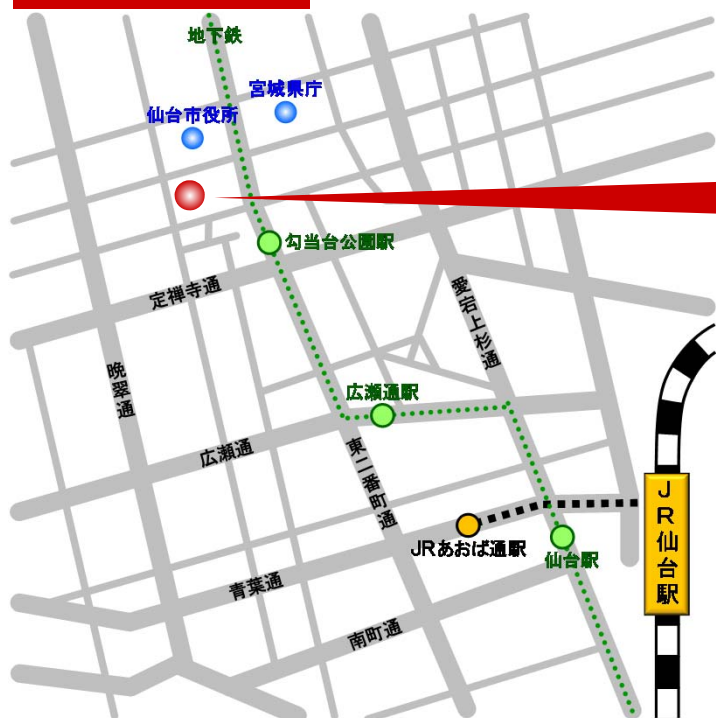 地下鉄
宮城県庁
仙台市役所
勾当台公園駅
定禅寺通
愛宕上杉通
晩翠通
広瀬通駅
広瀬通
東二番町通
JR仙台駅
JRあおば通駅
仙台駅
青葉通
南町通